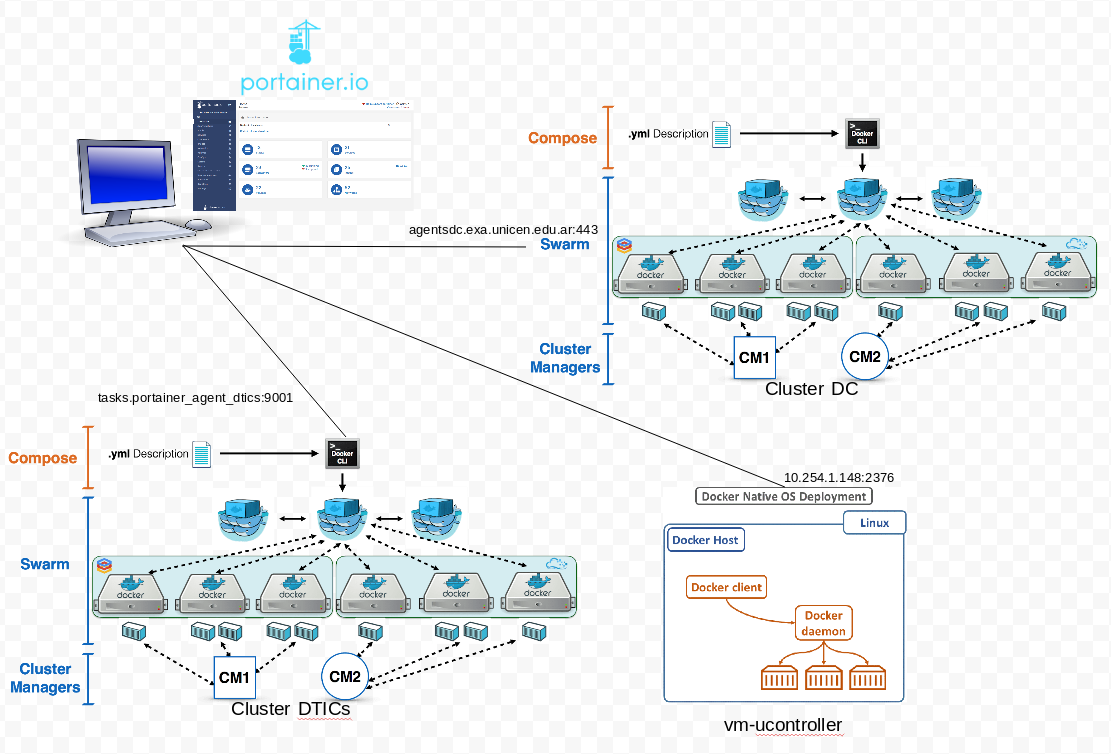 portainer.io
agentsdc.exa.unicen.edu.ar:443
Compose
.yml Description
>_
Docker
CLI
Swarm
docker
docker
docker
docker
docker
docker
Cluster
Managers
CM1
CM2
Cluster DC
tasks.portainer_agent_dtics:9001
Compose
.yml Description
>_
Docker
CLI
Swarm
docker
docker
docker
docker
docker
docker
Cluster
Managers
CM1
CM2
Cluster DTICs
10.254.1.148:2376
Docker Native OS Deployment
Linux
Docker Host
Docker client
Docker
daemon
vm-ucontroller